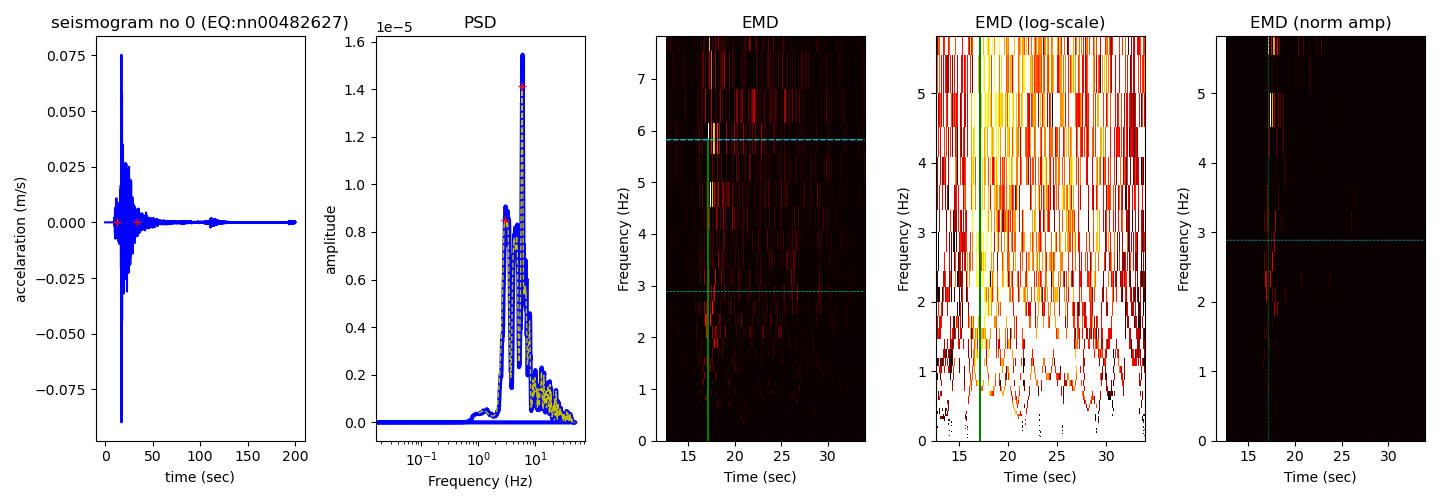 seismogram no 0 (EQ:nn00482627)
accelaration (m/s)
0.075
0.050
0.025
0.000
−0.025
−0.050
−0.075
0 50 100 150 200
time (sec)
PSD
1e−5
amplitude
1.6
1.4
1.2
1.0
0.8
0.6
0.4
0.2
0.0
10⁻¹ 10⁰ 10¹
Frequency (Hz)
EMD
Frequency (Hz)
7
6
5
4
3
2
1
0
15 20 25 30
Time (sec)
EMD (log-scale)
Frequency (Hz)
5
4
3
2
1
0
15 20 25 30
Time (sec)
EMD (norm amp)
Frequency (Hz)
5
4
3
2
1
0
15 20 25 30
Time (sec)